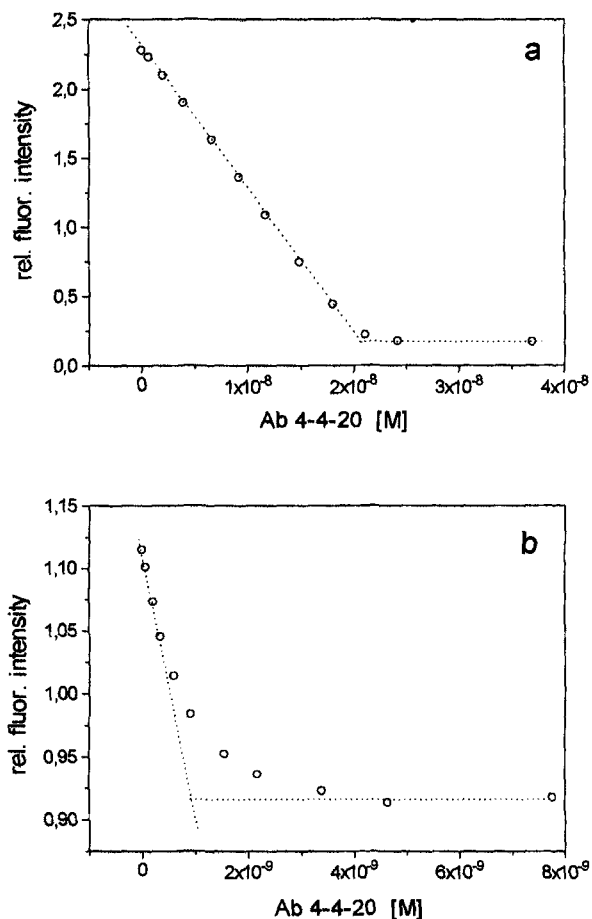 a
2,5
2,0
1,5
1,0
0,5
0,0
rel. fluor. intensity
0 1x10⁻⁸ 2x10⁻⁸ 3x10⁻⁸ 4x10⁻⁸
Ab 4-4-20 [M]
b
1,15
1,10
1,05
1,00
0,95
0,90
rel. fluor. intensity
0 2x10⁻⁹ 4x10⁻⁹ 6x10⁻⁹ 8x10⁻⁹
Ab 4-4-20 [M]